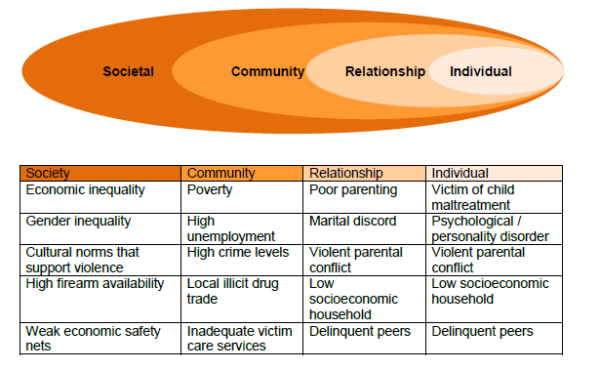 Societal Community Relationship Individual
Society Community Relationship Individual
Economic inequality Poverty Poor parenting Victim of child
maltreatment
Gender inequality High Marital discord Psychological /
unemployment personality disorder
Cultural norms that High crime levels Violent parental Violent parental
support violence conflict conflict
High firearm availability Local illicit drug Low Low socioeconomic
trade socioeconomic household
household
Weak economic safety Inadequate victim Delinquent peers Delinquent peers
nets care services